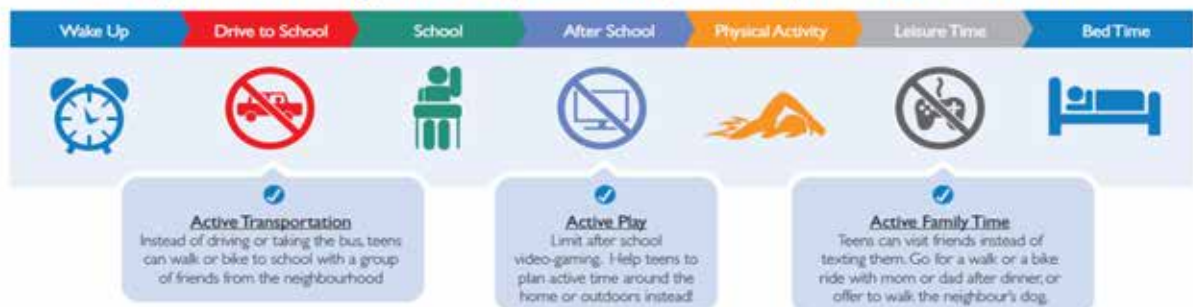 Wake Up
Drive to School
School
After School
Physical Activity
Leisure Time
Bed Time
Active Transportation
Instead of driving or taking the bus, teens
can walk or bike to school with a group
of friends from the neighbourhood
Active Play
Limit after school
video-gaming. Help teens to
plan active time around the
home or outdoors instead!
Active Family Time
Teens can visit friends instead of
texting them. Go for a walk or a bike
ride with mom or dad after dinner, or
offer to walk the neighbour's dog.